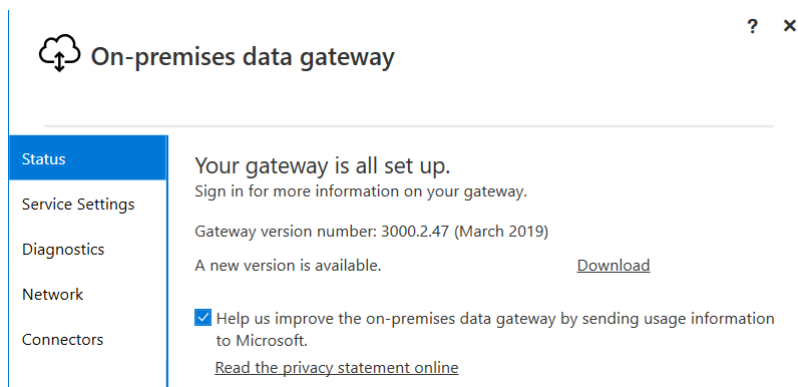 ? ×
On-premises data gateway
Status
Service Settings
Diagnostics
Network
Connectors
Your gateway is all set up.
Sign in for more information on your gateway.
Gateway version number: 3000.2.47 (March 2019)
A new version is available. Download
Help us improve the on-premises data gateway by sending usage information
to Microsoft.
Read the privacy statement online